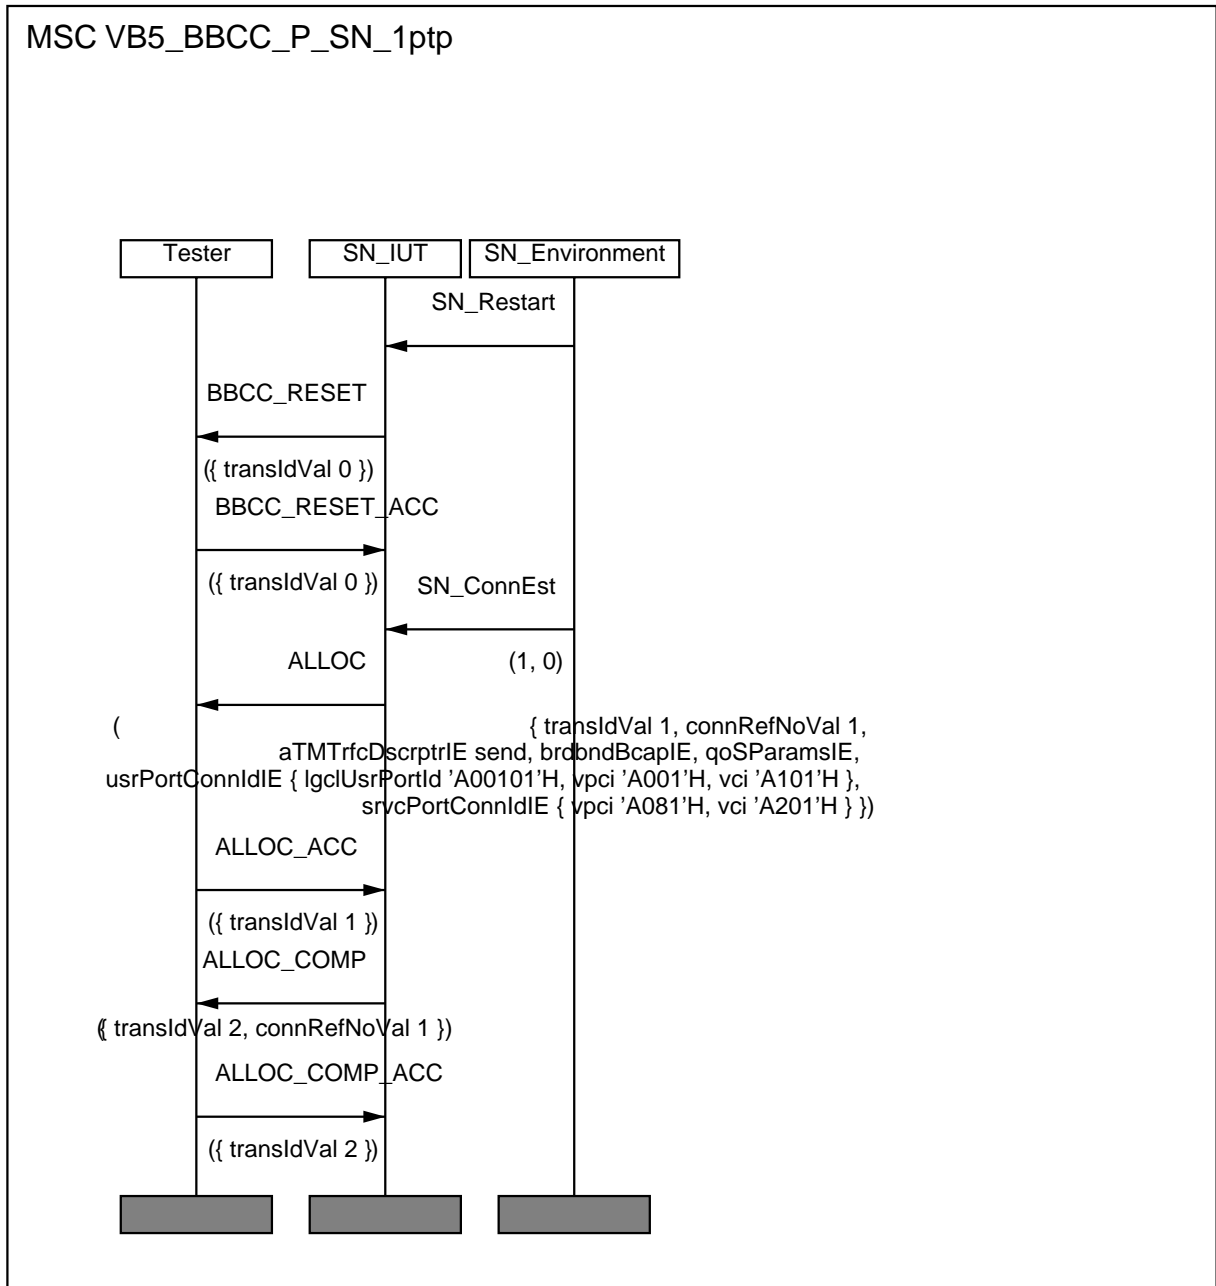 MSC VB5_BBCC_P_SN_1ptp
Tester SN_IUT SN_Environment
SN_Restart
BBCC_RESET
({ transIdVal 0 })
BBCC_RESET_ACC
({ transIdVal 0 }) SN_ConnEst
ALLOC (1, 0)
( { transIdVal 1, connRefNoVal 1,
aTMTrfcDscrptrIE send, brdbndBcapIE, qoSParamsIE,
usrPortConnIdIE { lgclUsrPortId 'A00101'H, vpci 'A001'H, vci 'A101'H },
srvcPortConnIdIE { vpci 'A081'H, vci 'A201'H } })
ALLOC_ACC
({ transIdVal 1 })
ALLOC_COMP
({ transIdVal 2, connRefNoVal 1 })
ALLOC_COMP_ACC
({ transIdVal 2 })